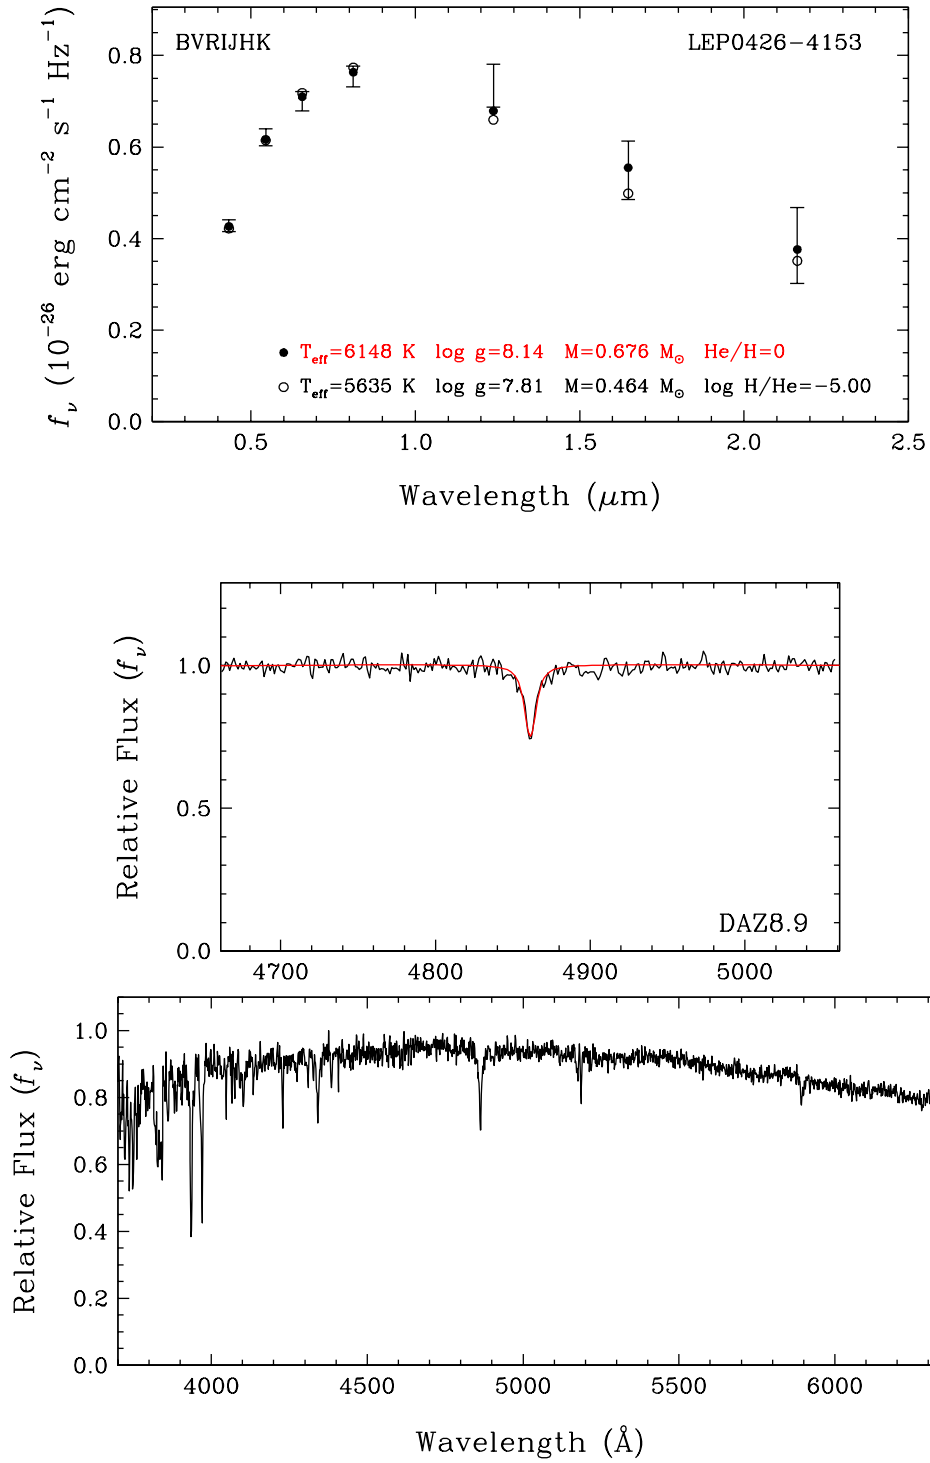 BVRIJHK
LEP0426−4153
f_ν (10^−26 erg cm^−2 s^−1 Hz^−1)
0.8
0.6
0.4
0.2
0.0
T_eff=6148 K log g=8.14 M=0.676 M_⊙ He/H=0
T_eff=5635 K log g=7.81 M=0.464 M_⊙ log H/He=−5.00
0.5 1.0 1.5 2.0 2.5
Wavelength (μm)
Relative Flux (f_ν)
1.0
0.5
0.0
DAZ8.9
4700 4800 4900 5000
Relative Flux (f_ν)
1.0
0.8
0.6
0.4
0.2
0.0
4000 4500 5000 5500 6000
Wavelength (Å)